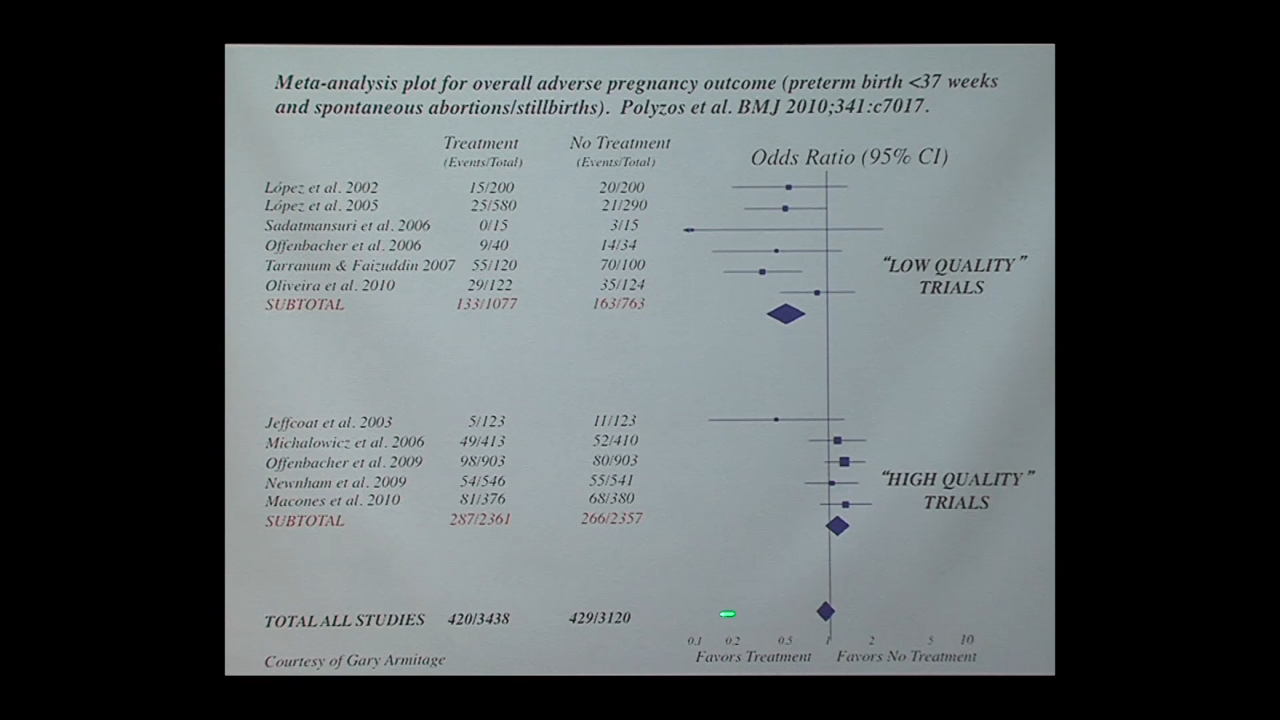 Meta-analysis plot for overall adverse pregnancy outcome (preterm birth <37 weeks
and spontaneous abortions/stillbirths). Polyzos et al. BMJ 2010;341:c7017.
Treatment No Treatment
(Events/Total) (Events/Total) Odds Ratio (95% CI)
López et al. 2002 15/200 20/200
López et al. 2005 25/580 21/290
Sadatmansuri et al. 2006 0/15 3/15
Offenbacher et al. 2006 9/40 14/34
Tarranum & Faizuddin 2007 55/120 70/100
"LOW QUALITY"
Oliveira et al. 2010 29/122 35/124
TRIALS
SUBTOTAL 133/1077 163/763
Jeffcoat et al. 2003 5/123 11/123
Michalowicz et al. 2006 49/413 52/410
Offenbacher et al. 2009 98/903 80/903
Newnham et al. 2009 54/546 55/541
"HIGH QUALITY"
Macones et al. 2010 81/376 68/380
TRIALS
SUBTOTAL 287/2361 266/2357
TOTAL ALL STUDIES 420/3438 429/3120
0.1 0.2 0.5 1 2 5 10
Favors Treatment Favors No Treatment
Courtesy of Gary Armitage